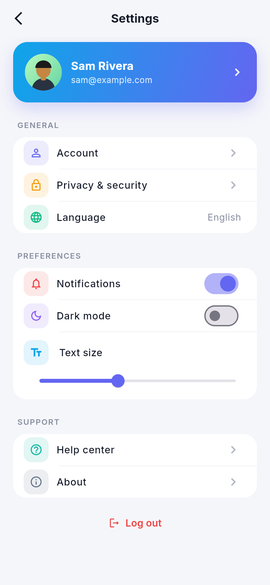 Settings
Sam Rivera
sam@example.com
GENERAL
Account
Privacy & security
Language English
PREFERENCES
Notifications
Dark mode
Tт Text size
SUPPORT
Help center
About
Log out